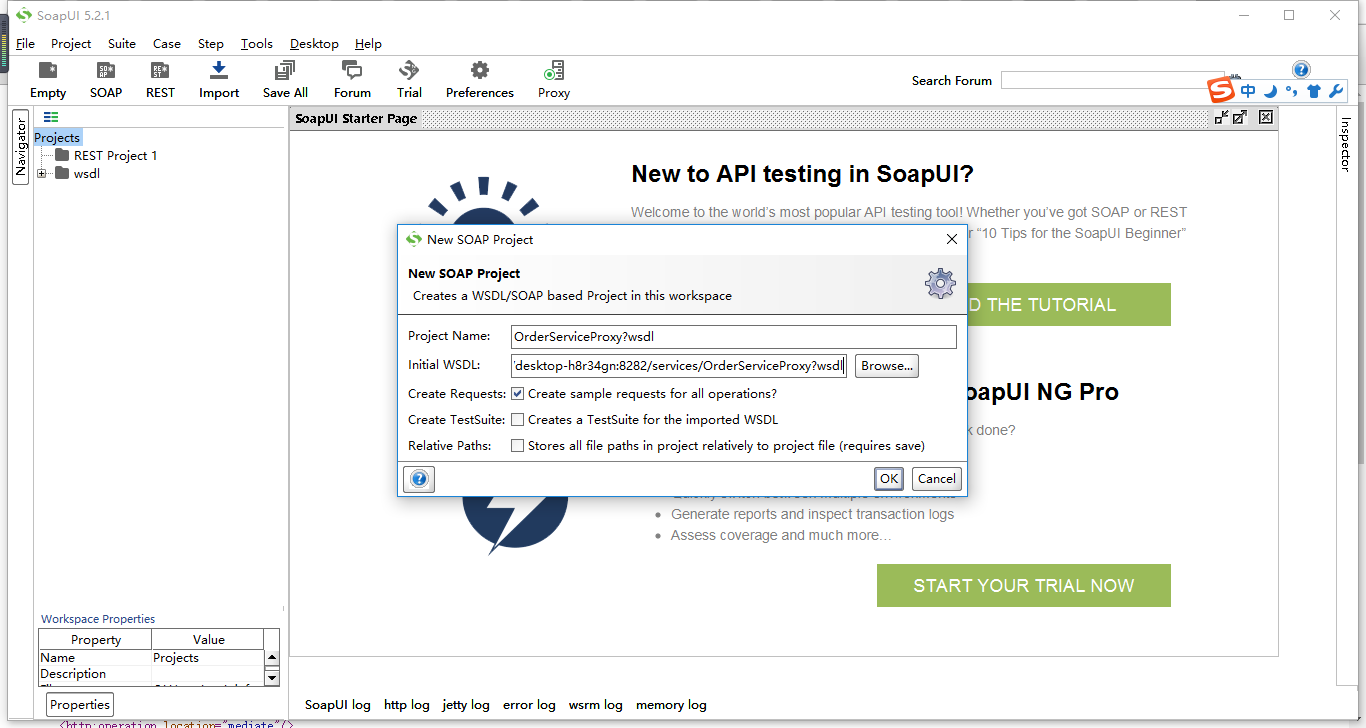 SoapUI 5.2.1
File Project Suite Case Step Tools Desktop Help
Empty SOAP REST Import Save All Forum Trial Preferences Proxy Search Forum
中
Navigator
Projects
REST Project 1
wsdl
SoapUI Starter Page
Inspector
New to API testing in SoapUI?
Welcome to the world's most popular API testing tool! Whether you've got SOAP or REST
“10 Tips for the SoapUI Beginner”
THE TUTORIAL
New SOAP Project
New SOAP Project
Creates a WSDL/SOAP based Project in this workspace
Project Name: OrderServiceProxy?wsdl
Initial WSDL: desktop-h8r34gn:8282/services/OrderServiceProxy?wsdl Browse...
Create Requests: Create sample requests for all operations?
Create TestSuite: Creates a TestSuite for the imported WSDL
Relative Paths: Stores all file paths in project relatively to project file (requires save)
OK Cancel
NG Pro
done?
• Generate reports and inspect transaction logs
• Assess coverage and much more…
START YOUR TRIAL NOW
Workspace Properties
Property Value
Name Projects
Description
Properties
SoapUI log http log jetty log error log wsrm log memory log
<http:operation location="mediate"/>